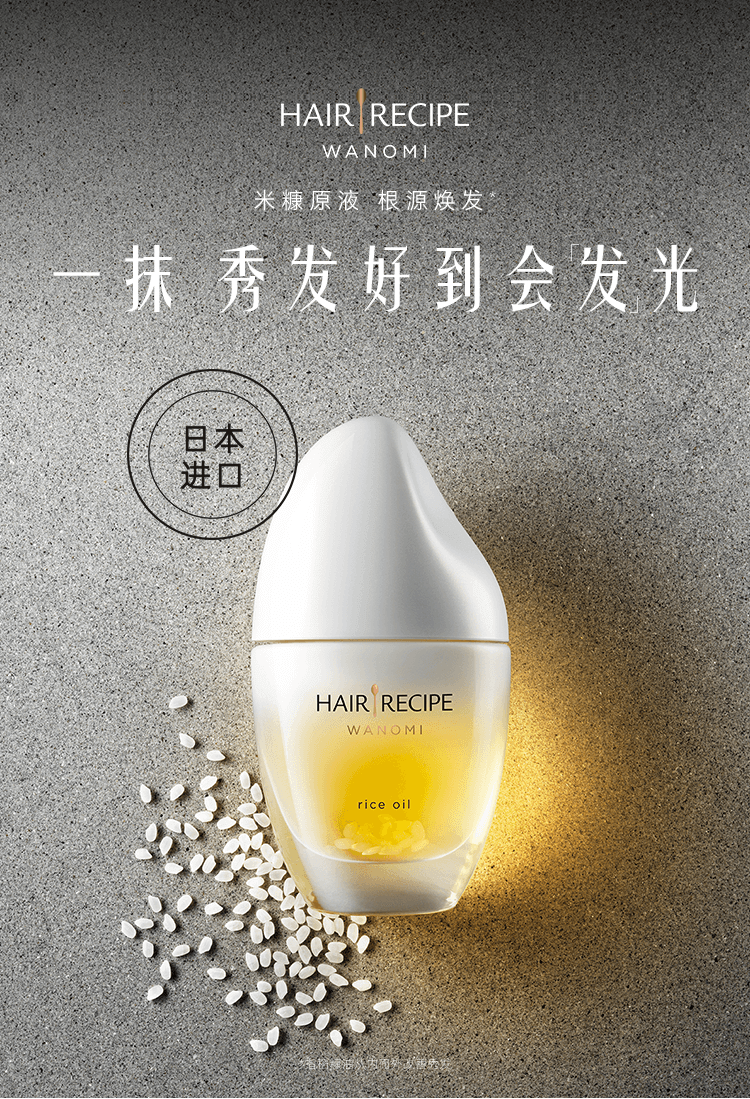 HAIR RECIPE
WANOMI
米糠原液 根源焕发*
一抹 秀发好到会「发」光
日本
进口
HAIR RECIPE
WANOMI
rice oil